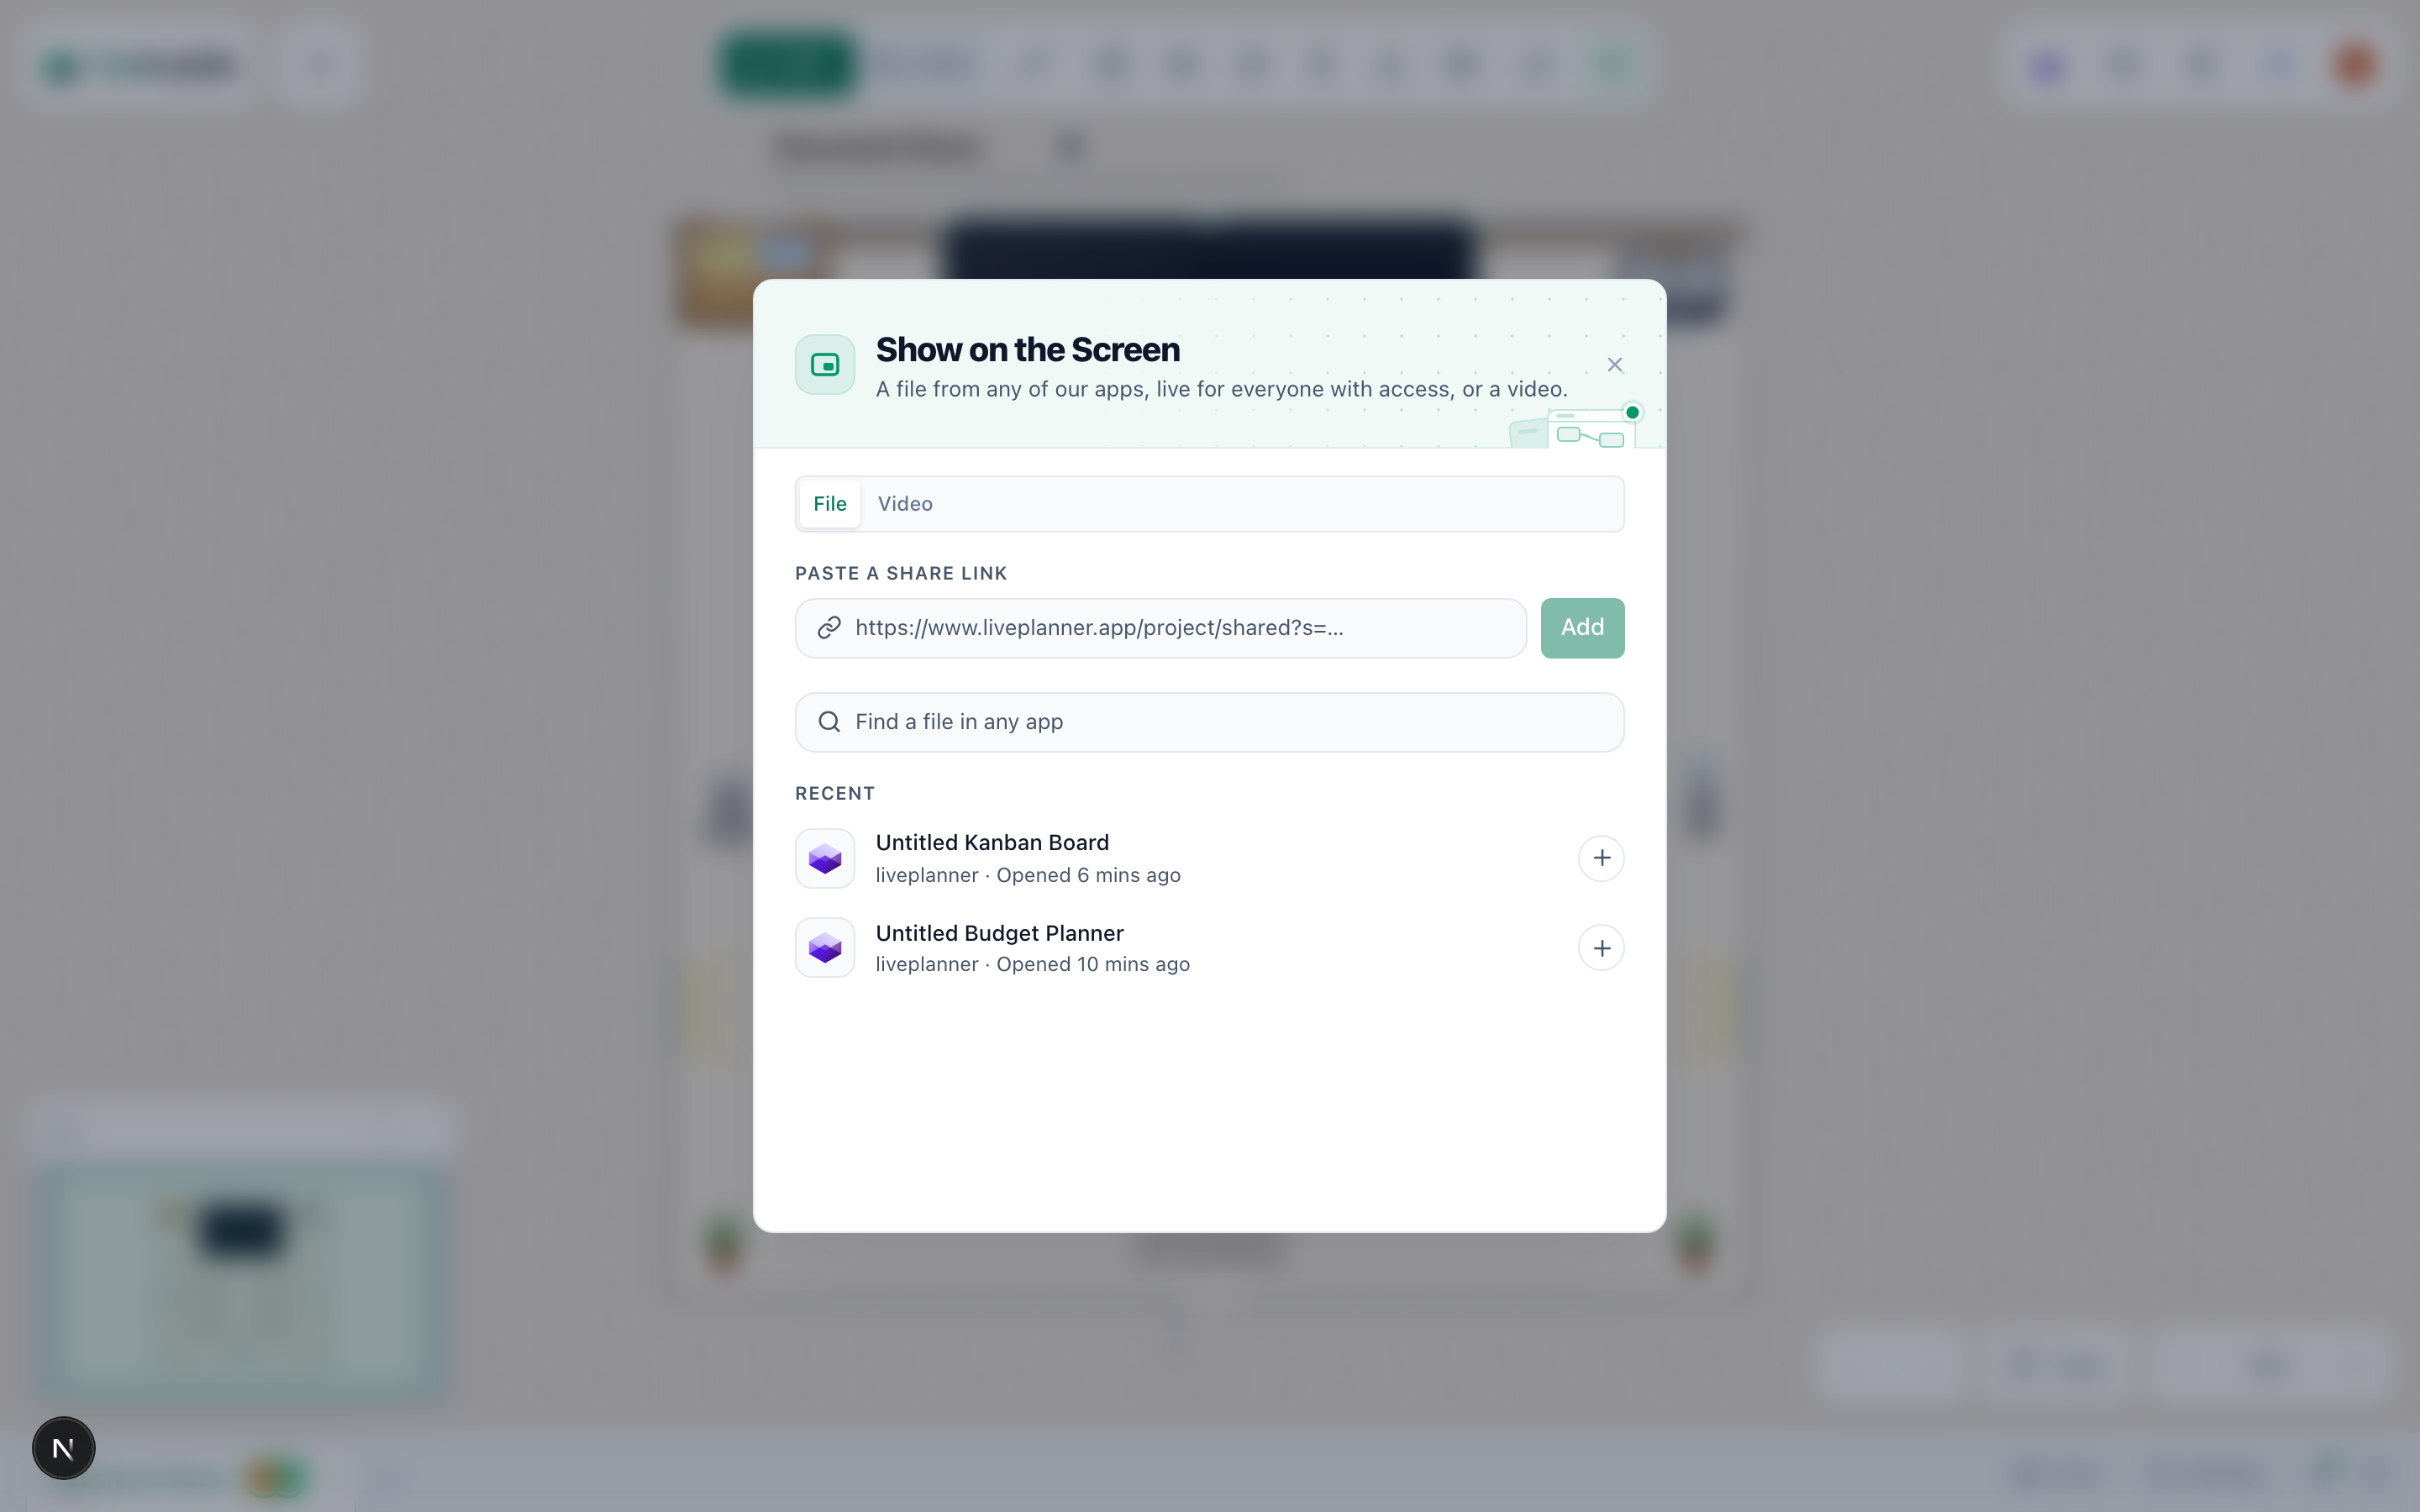 Show on the Screen
A file from any of our apps, live for everyone with access, or a video.
File
Video
PASTE A SHARE LINK
https://www.liveplanner.app/project/shared?s=...
Add
Find a file in any app
RECENT
Untitled Kanban Board
liveplanner · Opened 6 mins ago
Untitled Budget Planner
liveplanner · Opened 10 mins ago
N